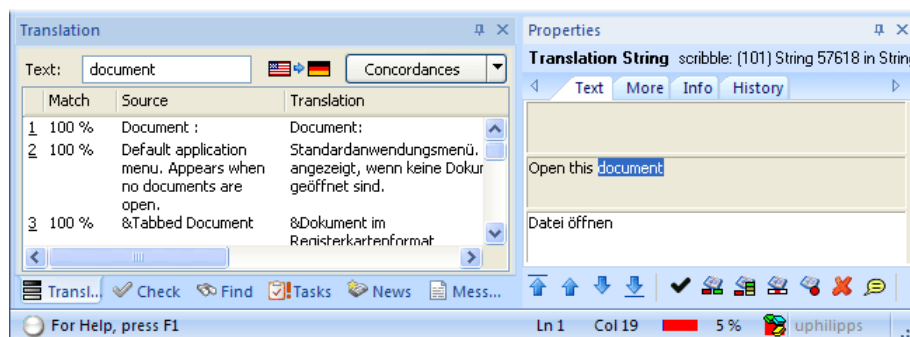 Translation
Text: document Concordances
Match Source Translation
1 100 % Document : Document:
2 100 % Default application Standardanwendungsmenü.
menu. Appears when angezeigt, wenn keine Dokur
no documents are geöffnet sind.
open.
3 100 % &Tabbed Document &Dokument im
Registerkartenformat
Transl... Check Find Tasks News Mess...
Properties
Translation String scribble: (101) String 57618 in String
Text More Info History
Open this document
Datei öffnen
For Help, press F1 Ln 1 Col 19 5 % uphilipps